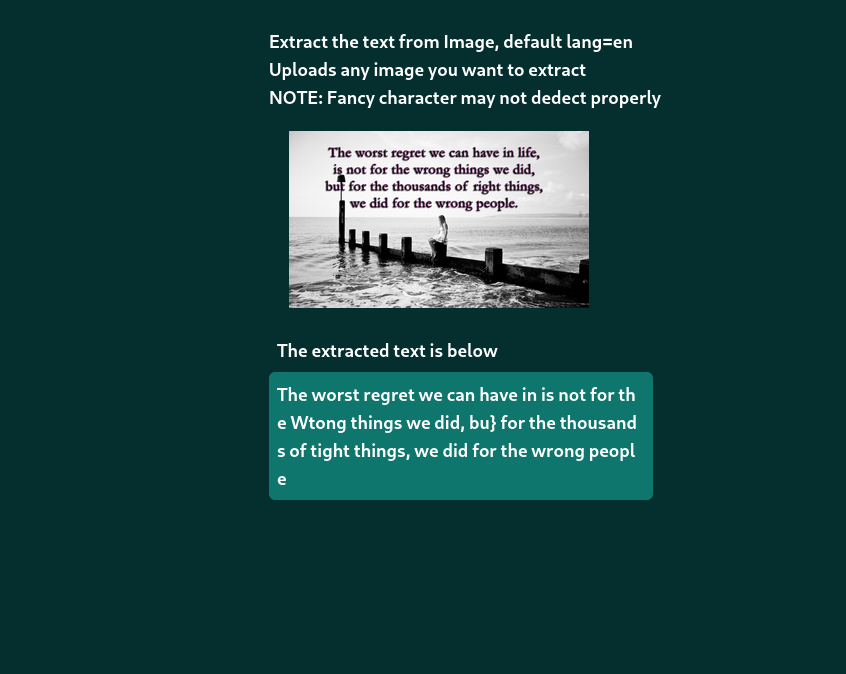 Extract the text from Image, default lang=en
Uploads any image you want to extract
NOTE: Fancy character may not dedect properly
The worst regret we can have in life,
is not for the wrong things we did,
but for the thousands of right things,
we did for the wrong people.
The extracted text is below
The worst regret we can have in is not for th
e Wtong things we did, bu} for the thousand
s of tight things, we did for the wrong peopl
e